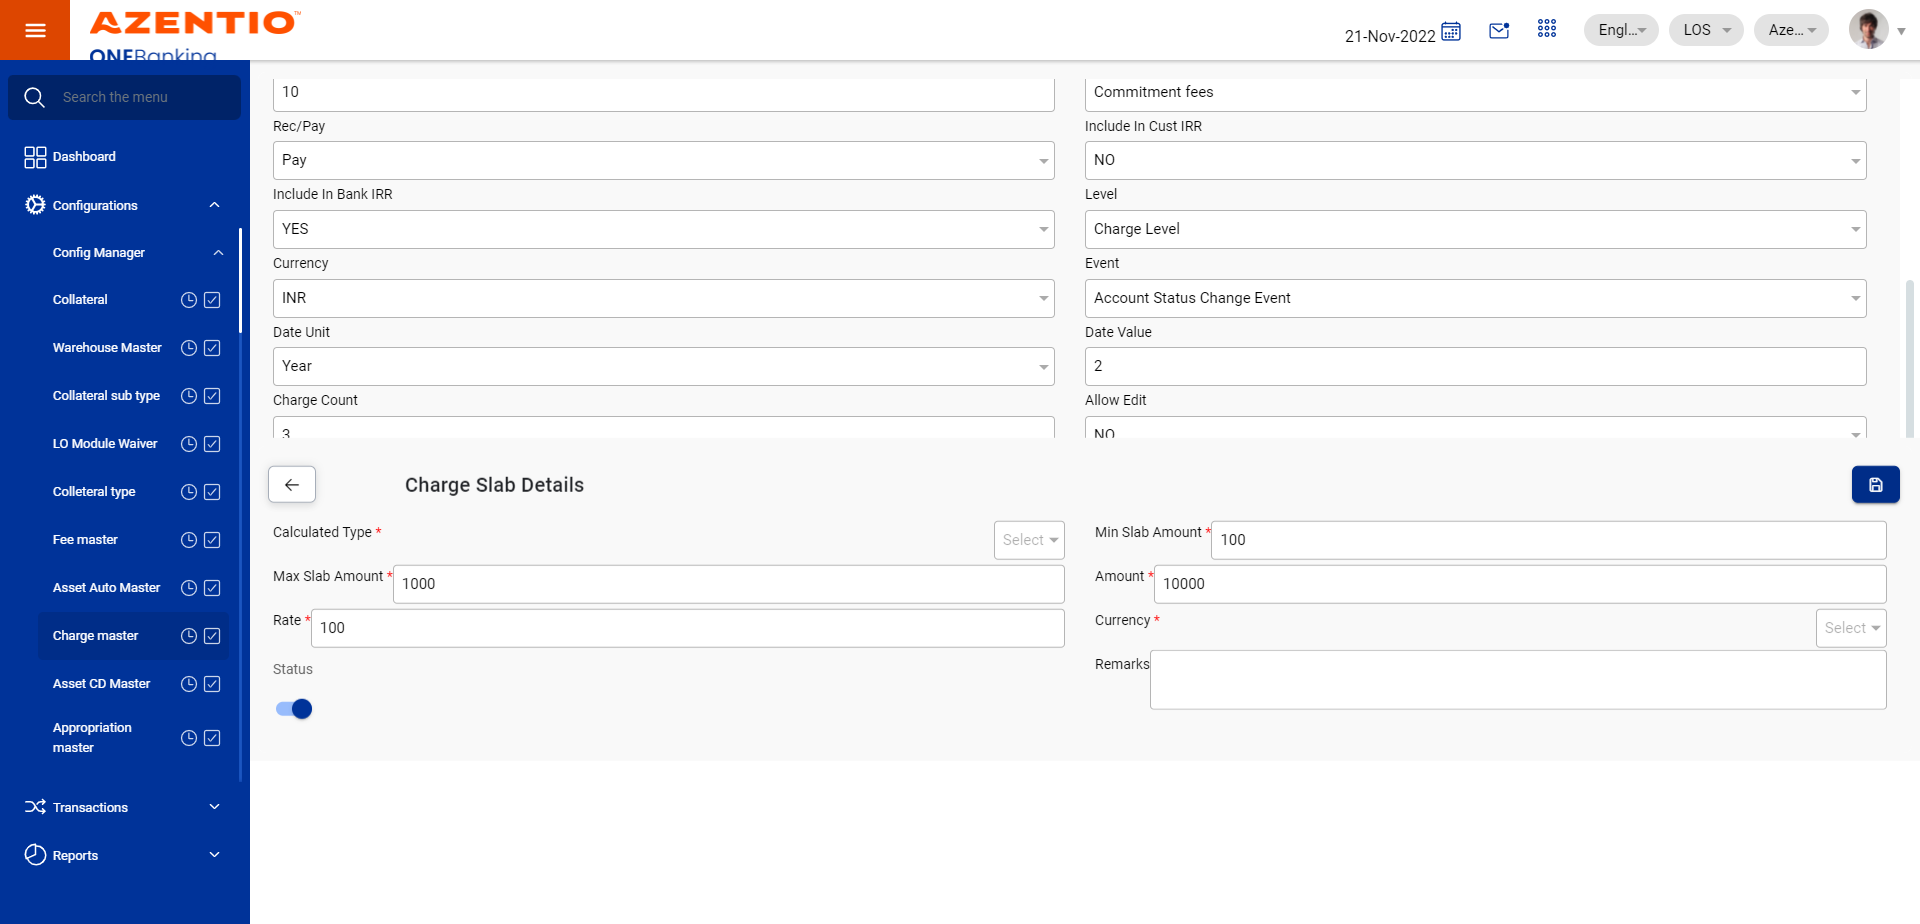 AZENTIO™
ONEBanking
21-Nov-2022
Engl...
LOS
Aze...
Search the menu
Dashboard
Configurations
Config Manager
Collateral
Warehouse Master
Collateral sub type
LO Module Waiver
Colleteral type
Fee master
Asset Auto Master
Charge master
Asset CD Master
Appropriation
master
Transactions
Reports
10
Commitment fees
Rec/Pay
Include In Cust IRR
Pay
NO
Include In Bank IRR
Level
YES
Charge Level
Currency
Event
INR
Account Status Change Event
Date Unit
Date Value
Year
2
Charge Count
Allow Edit
3
NO
Charge Slab Details
Calculated Type *
Select
Min Slab Amount *
100
Max Slab Amount *
1000
Amount *
10000
Rate *
100
Currency *
Select
Status
Remarks